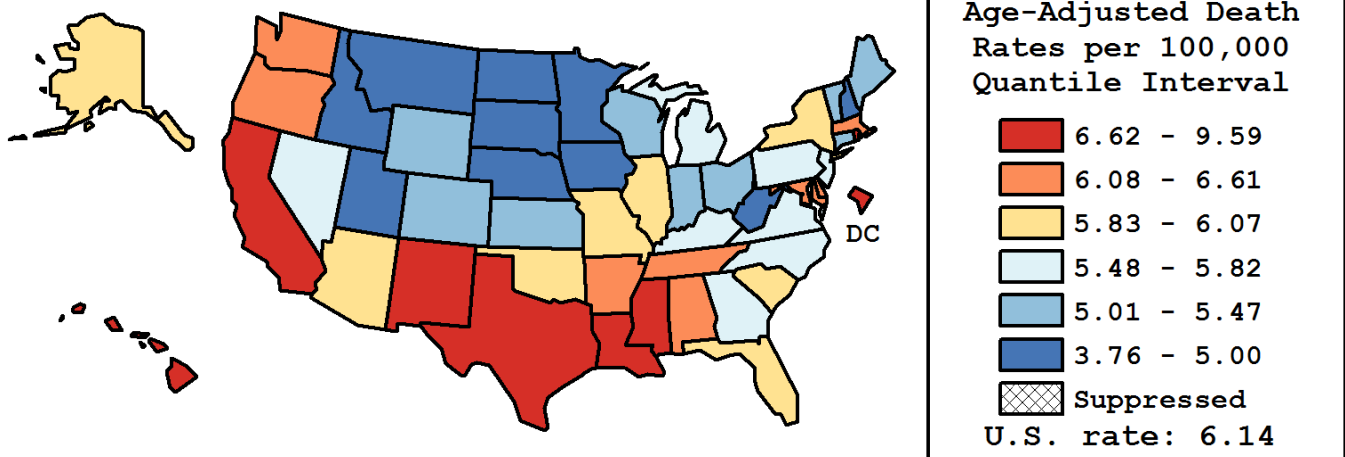 Age-Adjusted Death
Rates per 100,000
Quantile Interval
6.62 - 9.59
6.08 - 6.61
5.83 - 6.07
5.48 - 5.82
5.01 - 5.47
3.76 - 5.00
Suppressed
U.S. rate: 6.14
DC